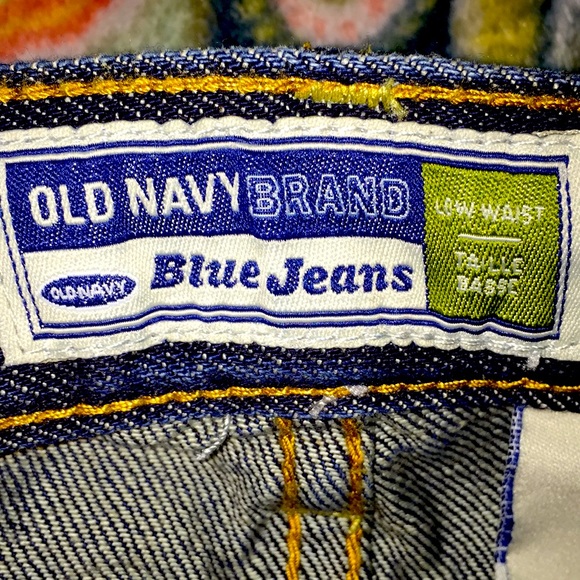 OLD NAVY BRAND
OLD NAVY
Blue Jeans
LOW WAIST
TAILLE
BASSE